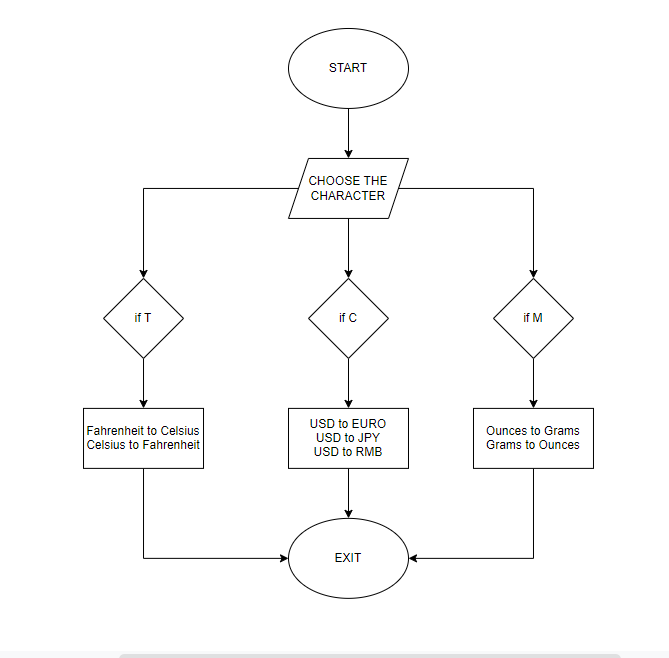 START
CHOOSE THE
CHARACTER
if T
if C
if M
Fahrenheit to Celsius
Celsius to Fahrenheit
USD to EURO
USD to JPY
USD to RMB
Ounces to Grams
Grams to Ounces
EXIT